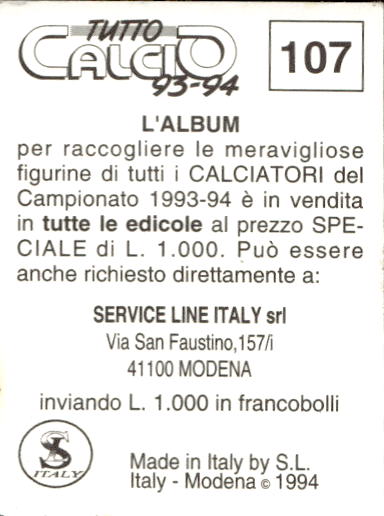 TUTTO
CALCIO
93-94
107
L'ALBUM
per raccogliere le meravigliose
figurine di tutti i CALCIATORI del
Campionato 1993-94 è in vendita
in tutte le edicole al prezzo SPE-
CIALE di L. 1.000. Può essere
anche richiesto direttamente a:
SERVICE LINE ITALY srl
Via San Faustino,157/i
41100 MODENA
inviando L. 1.000 in francobolli
SL
ITALY
Made in Italy by S.L.
Italy - Modena © 1994